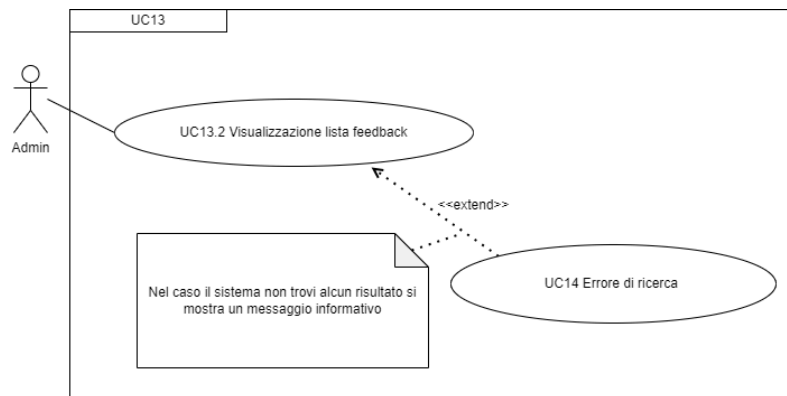 UC13
Admin
UC13.2 Visualizzazione lista feedback
<<extend>>
Nel caso il sistema non trovi alcun risultato si
mostra un messaggio informativo
UC14 Errore di ricerca